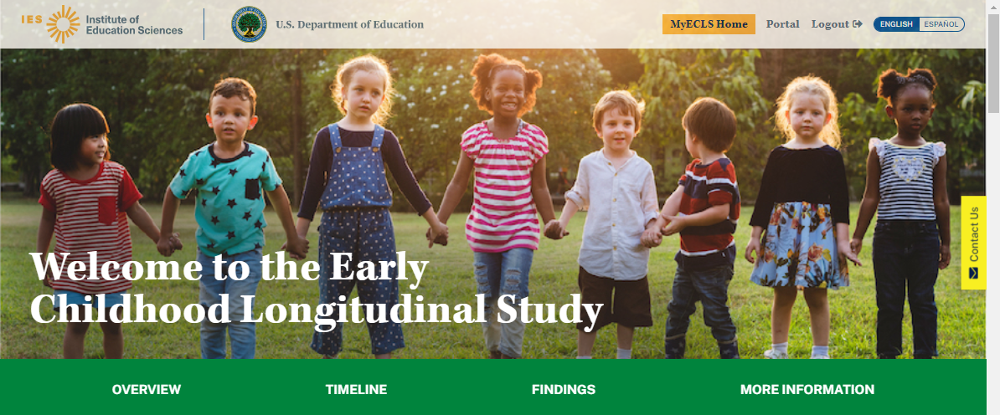 IES
Institute of
Education Sciences
U.S. Department of Education
MyECLS Home
Portal
Logout
ENGLISH
ESPAÑOL
Contact Us
Welcome to the Early
Childhood Longitudinal Study
OVERVIEW
TIMELINE
FINDINGS
MORE INFORMATION